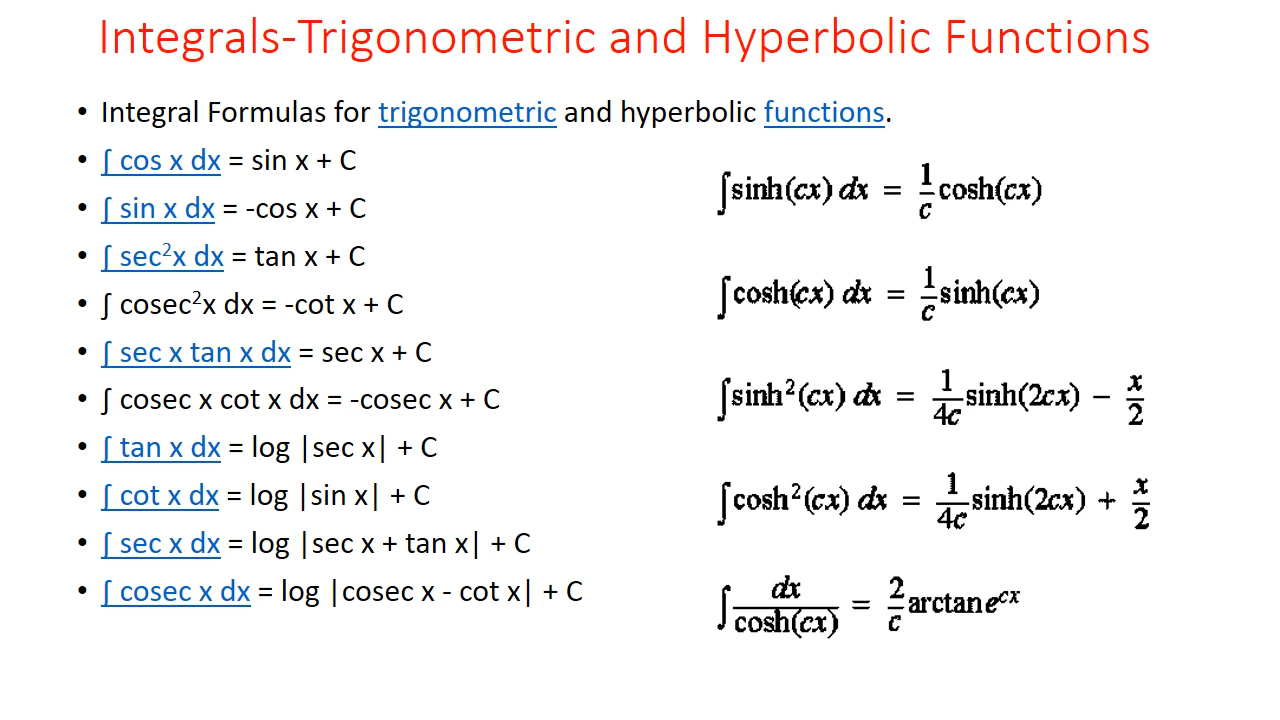 Integrals-Trigonometric and Hyperbolic Functions
• Integral Formulas for trigonometric and hyperbolic functions.
• ∫ cos x dx = sin x + C
• ∫ sin x dx = -cos x + C
• ∫ sec²x dx = tan x + C
• ∫ cosec²x dx = -cot x + C
• ∫ sec x tan x dx = sec x + C
• ∫ cosec x cot x dx = -cosec x + C
• ∫ tan x dx = log |sec x| + C
• ∫ cot x dx = log |sin x| + C
• ∫ sec x dx = log |sec x + tan x| + C
• ∫ cosec x dx = log |cosec x - cot x| + C
∫sinh(cx) dx = 1/c cosh(cx)
∫cosh(cx) dx = 1/c sinh(cx)
∫sinh²(cx) dx = 1/4c sinh(2cx) − x/2
∫cosh²(cx) dx = 1/4c sinh(2cx) + x/2
∫dx/cosh(cx) = 2/c arctan eᶜˣ